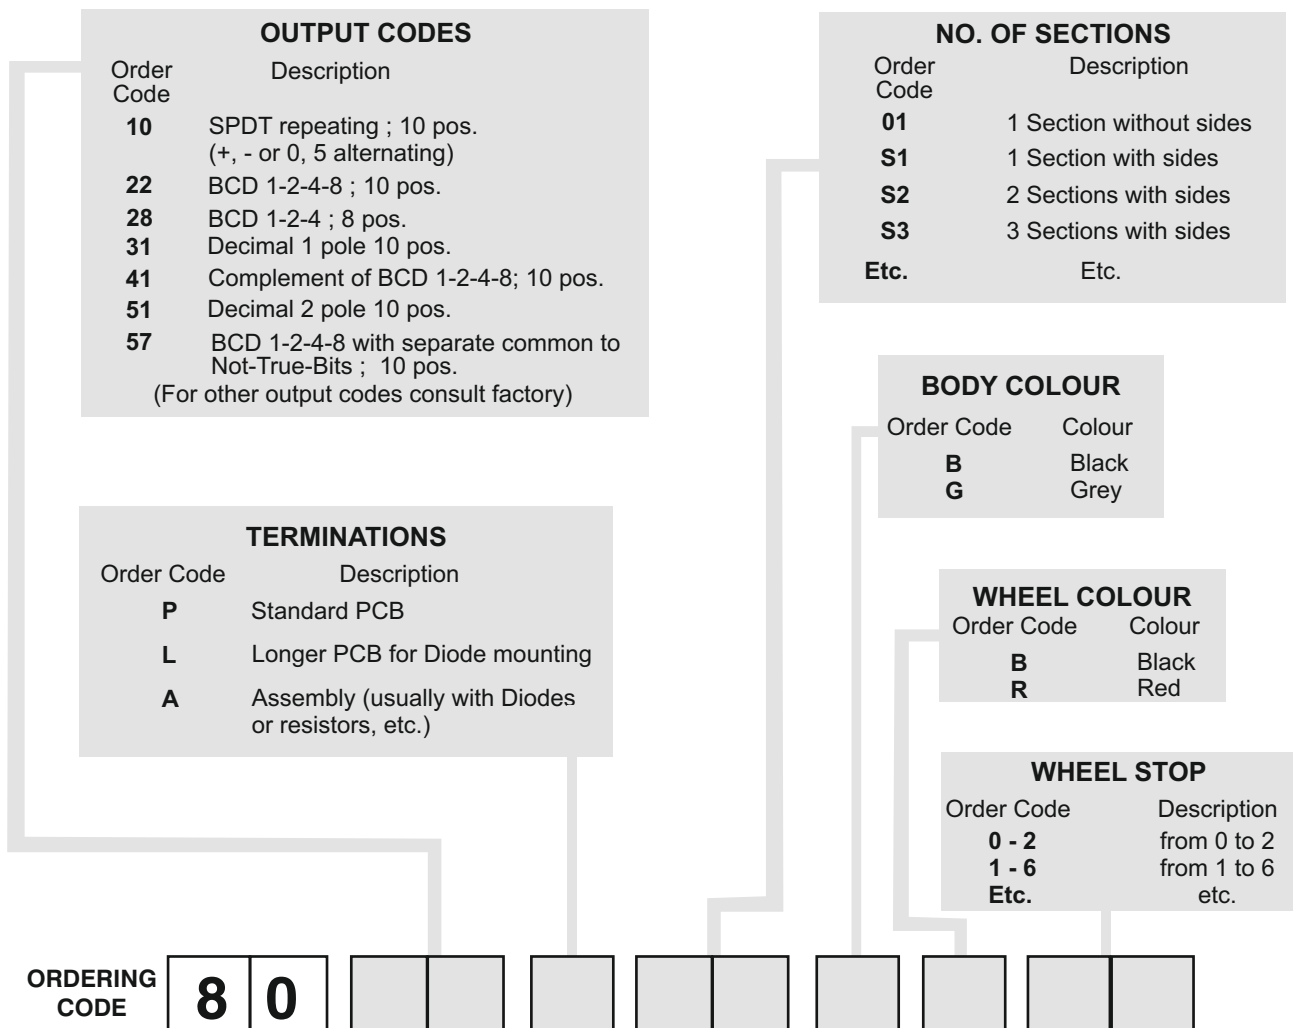 OUTPUT CODES
Order Code Description
10 SPDT repeating ; 10 pos.
(+, - or 0, 5 alternating)
22 BCD 1-2-4-8 ; 10 pos.
28 BCD 1-2-4 ; 8 pos.
31 Decimal 1 pole 10 pos.
41 Complement of BCD 1-2-4-8; 10 pos.
51 Decimal 2 pole 10 pos.
57 BCD 1-2-4-8 with separate common to
Not-True-Bits ; 10 pos.
(For other output codes consult factory)
NO. OF SECTIONS
Order Code Description
01 1 Section without sides
S1 1 Section with sides
S2 2 Sections with sides
S3 3 Sections with sides
Etc. Etc.
BODY COLOUR
Order Code Colour
B Black
G Grey
TERMINATIONS
Order Code Description
P Standard PCB
L Longer PCB for Diode mounting
A Assembly (usually with Diodes
or resistors, etc.)
WHEEL COLOUR
Order Code Colour
B Black
R Red
WHEEL STOP
Order Code Description
0 - 2 from 0 to 2
1 - 6 from 1 to 6
Etc. etc.
ORDERING
CODE
8 0